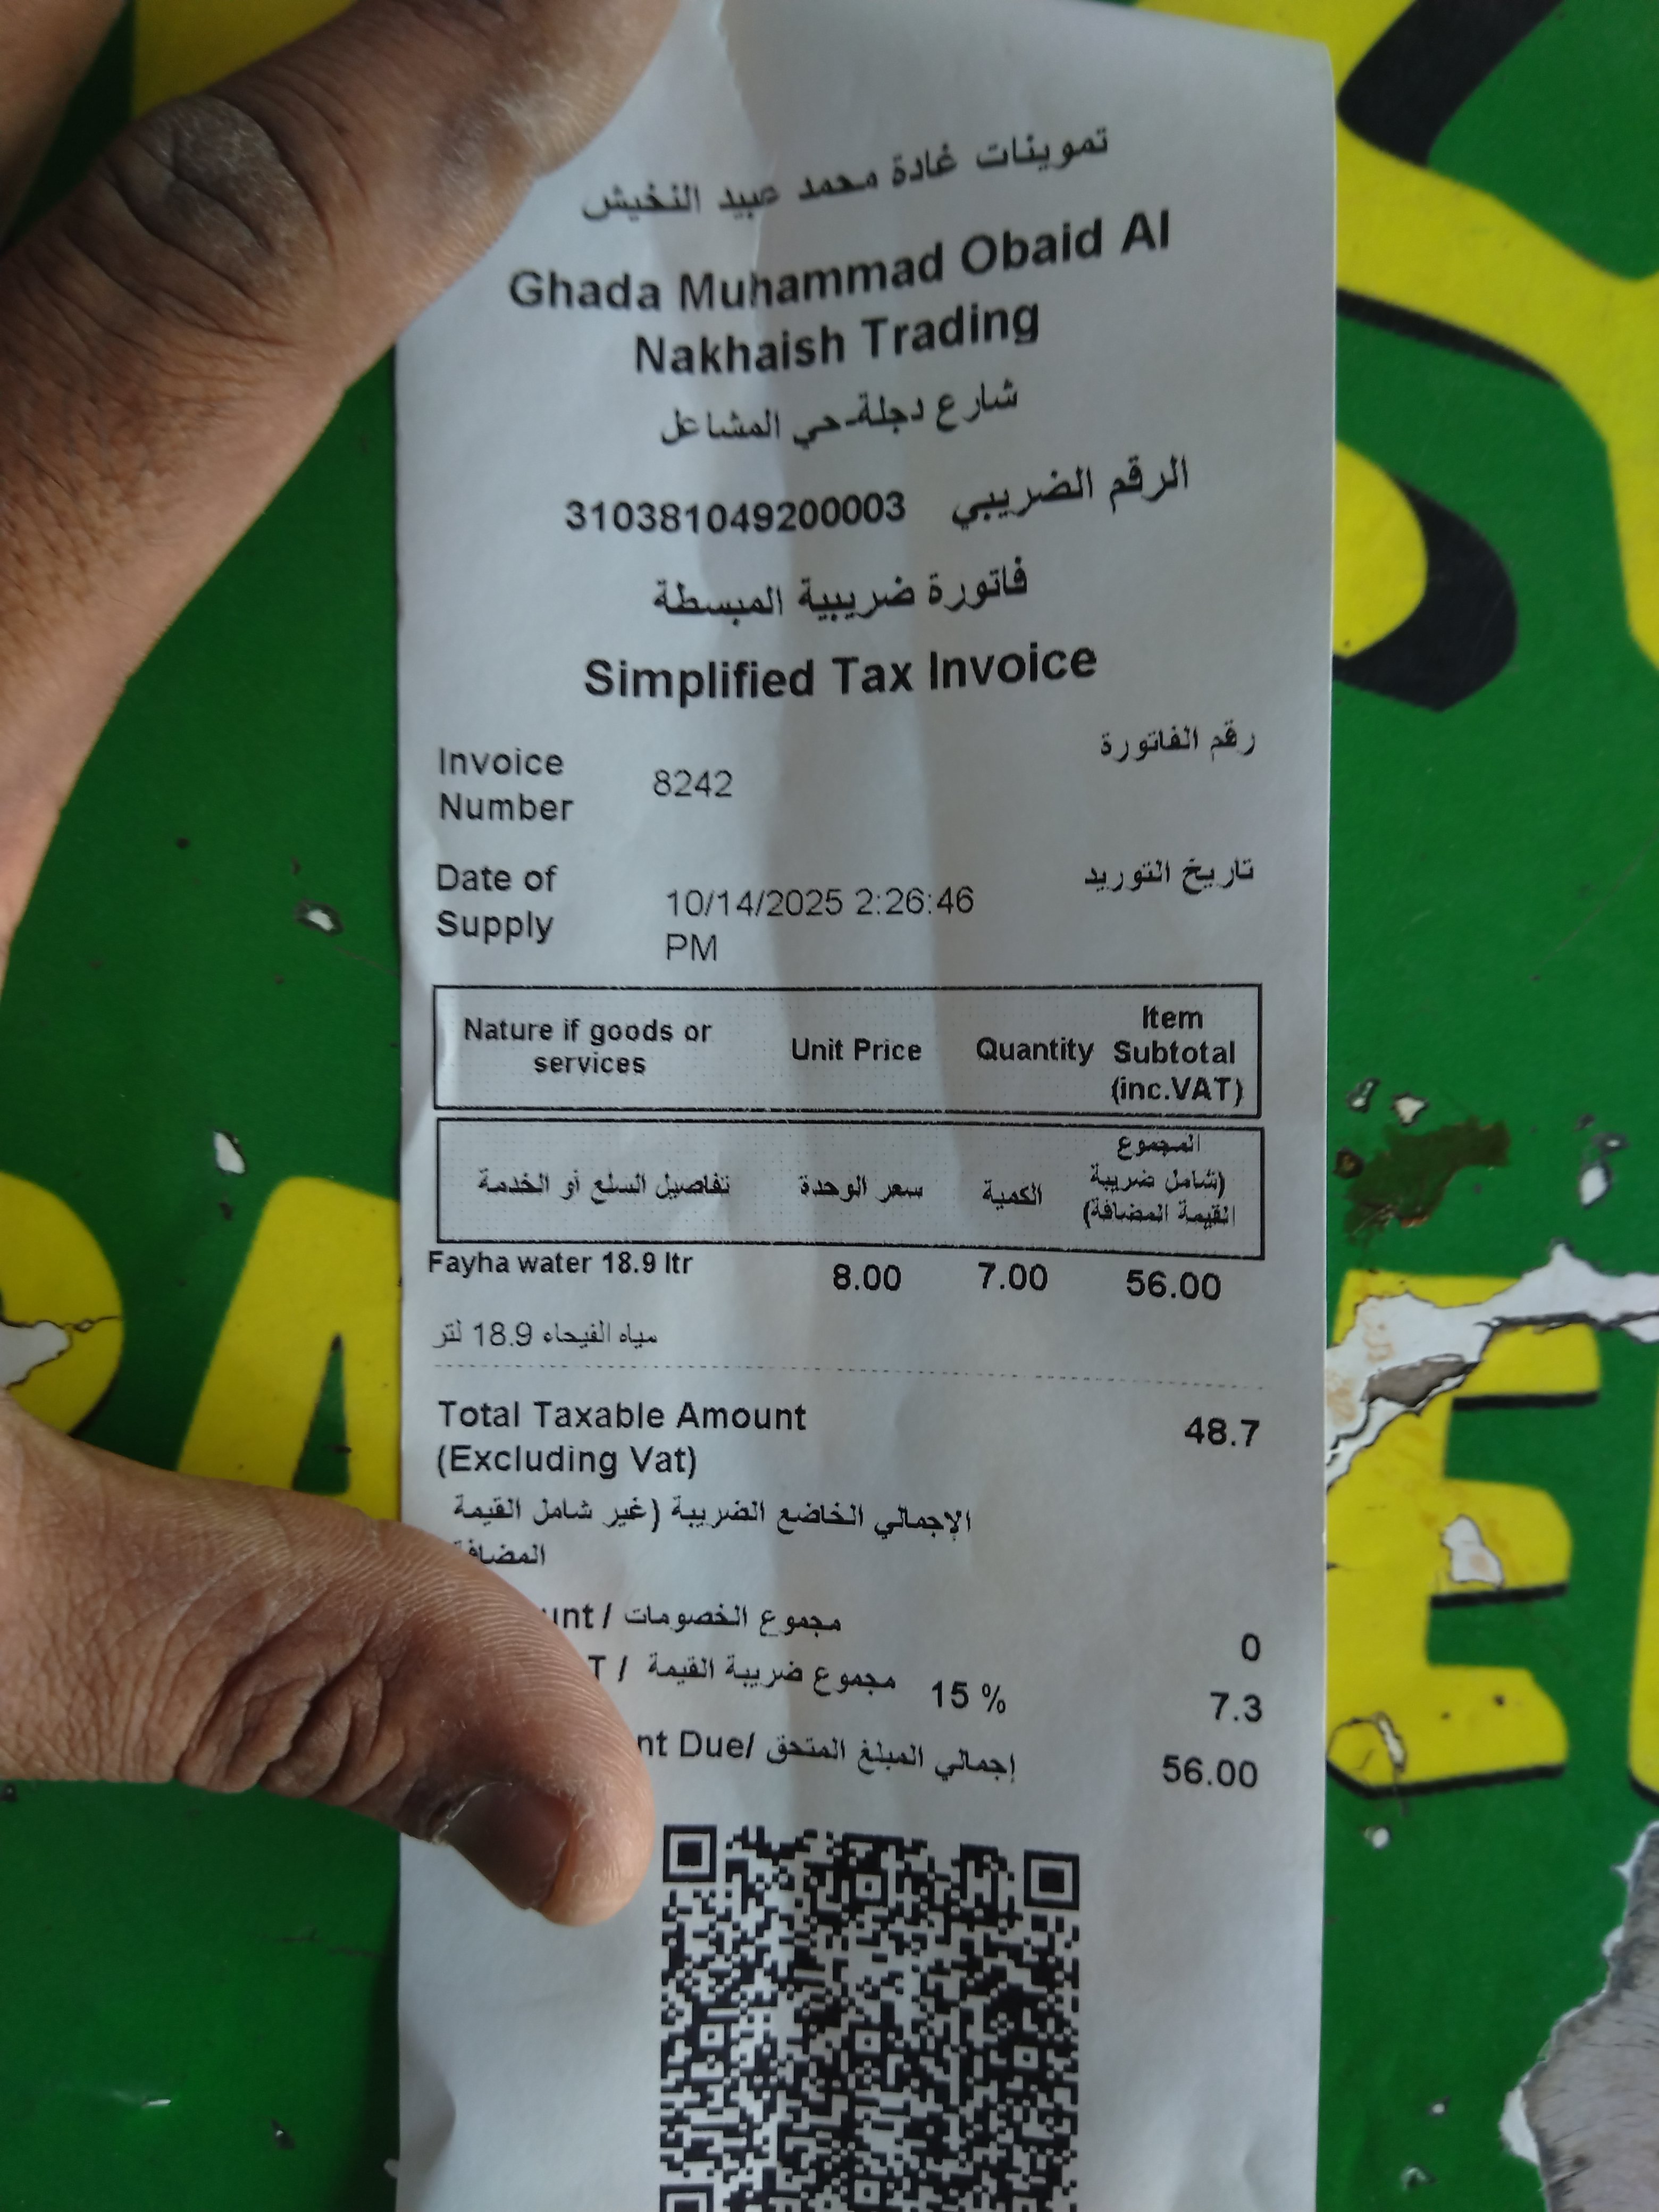 تموينات غادة محمد عبيد النخيش
Ghada Muhammad Obaid Al
Nakhaish Trading
شارع دجلة-حي المشاعل
الرقم الضريبي 310381049200003
فاتورة ضريبية المبسطة
Simplified Tax Invoice
Invoice Number 8242 رقم الفاتورة
Date of Supply 10/14/2025 2:26:46 PM تاريخ التوريد
Nature if goods or services Unit Price Quantity Item Subtotal (inc.VAT)
تفاصيل السلع أو الخدمة سعر الوحدة الكمية المجموع (شامل ضريبة القيمة المضافة)
Fayha water 18.9 ltr 8.00 7.00 56.00
مياه الفيحاء 18.9 لتر
Total Taxable Amount 48.7
(Excluding Vat)
الإجمالي الخاضع الضريبة (غير شامل القيمة
المضافة
مجموع الخصومات / 0
مجموع ضريبة القيمة / 15 % 7.3
Due/ إجمالي المبلغ المتحق 56.00